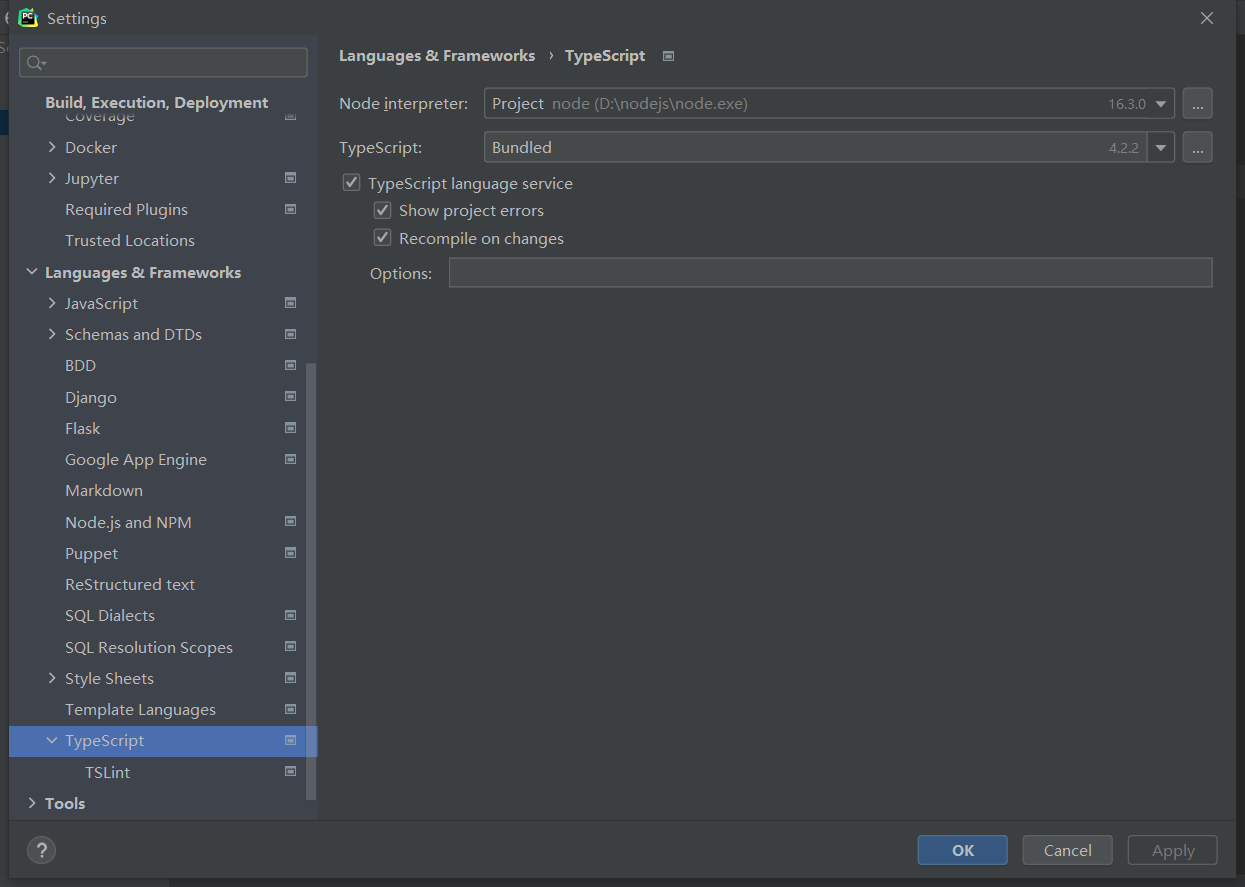 Settings
Build, Execution, Deployment
Coverage
Docker
Jupyter
Required Plugins
Trusted Locations
Languages & Frameworks
JavaScript
Schemas and DTDs
BDD
Django
Flask
Google App Engine
Markdown
Node.js and NPM
Puppet
ReStructured text
SQL Dialects
SQL Resolution Scopes
Style Sheets
Template Languages
TypeScript
TSLint
Tools
Languages & Frameworks › TypeScript
Node interpreter: Project node (D:\nodejs\node.exe) 16.3.0 ...
TypeScript: Bundled 4.2.2 ...
TypeScript language service
Show project errors
Recompile on changes
Options:
? OK Cancel Apply